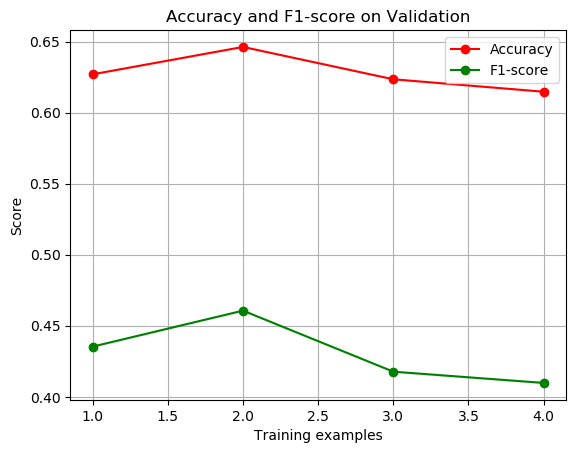 Accuracy and F1-score on Validation
Accuracy
F1-score
0.65
0.60
0.55
0.50
0.45
0.40
Score
1.0 1.5 2.0 2.5 3.0 3.5 4.0
Training examples